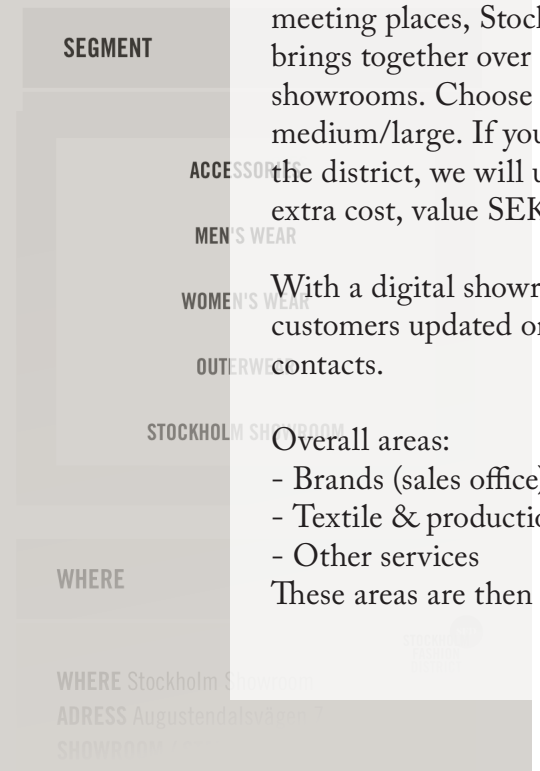 SEGMENT
ACCESSORIES
MEN'S WEAR
WOMEN'S WEAR
OUTERWEAR
STOCKHOLM SHOWROOM
WHERE
WHERE Stockholm Showroom
ADRESS Augustendalsvägen 7
SHOWROOM
meeting places, Stock
brings together over
showrooms. Choose
medium/large. If you
the district, we will u
extra cost, value SEK
With a digital showr
customers updated on
contacts.
Overall areas:
- Brands (sales office)
- Textile & productio
- Other services
These areas are then